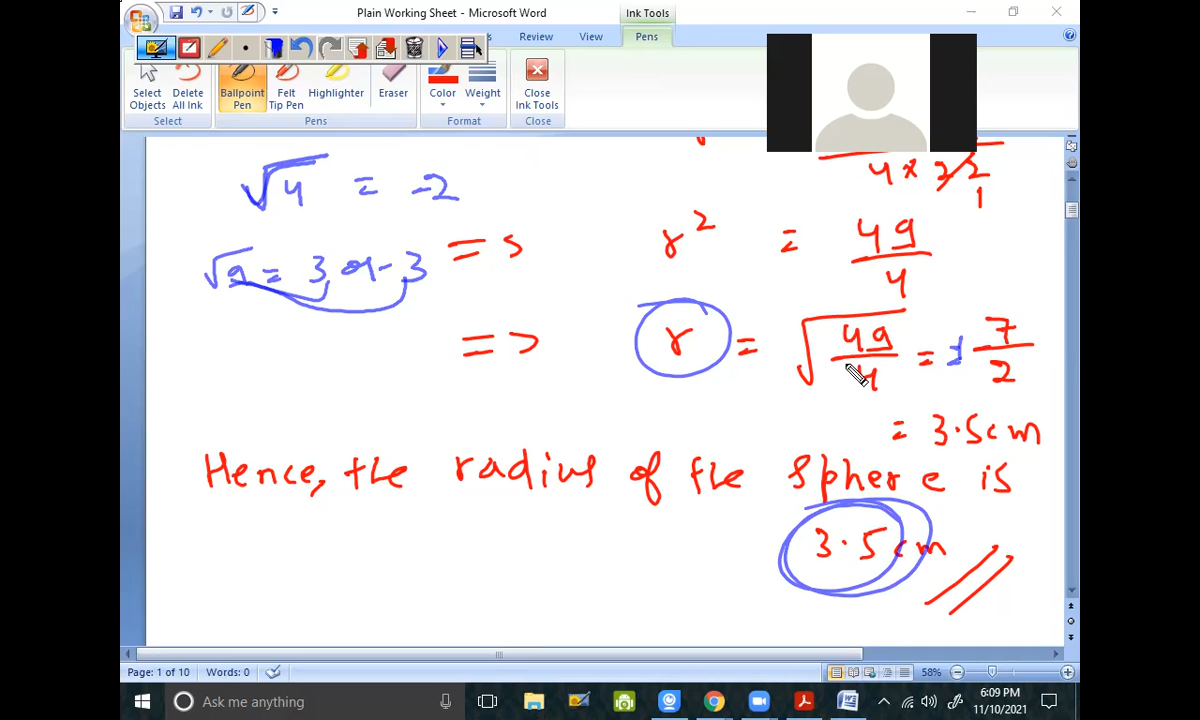 Plain Working Sheet - Microsoft Word
Ink Tools
Review View Pens
Select Objects
Delete All Ink
Ballpoint Pen
Felt Tip Pen
Highlighter
Eraser
Color
Weight
Close Ink Tools
Select
Pens
Format
Close
4 × 2 2
1
√4 = -2
r² = 49/4
√9 = 3 or -3
=> r = √49/4 = ± 7/2
= 3.5cm
Hence, the radius of the sphere is
3.5cm
Page: 1 of 10
Words: 0
58%
Ask me anything
6:09 PM
11/10/2021